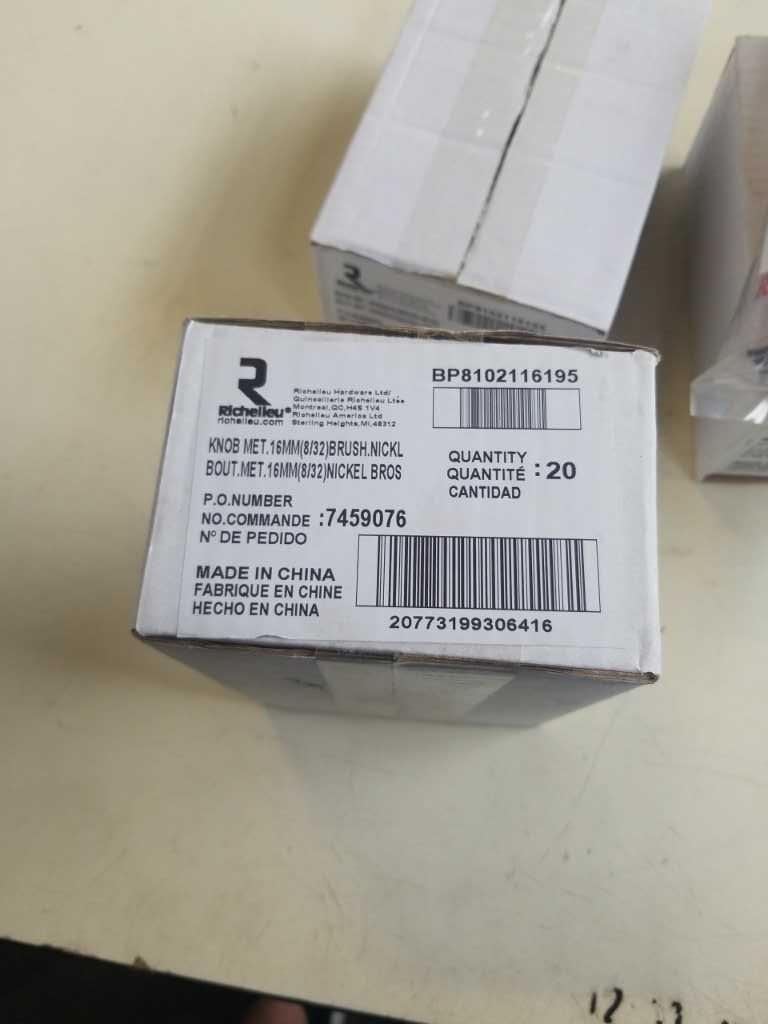 Richelieu®
richelieu.com
Richelieu Hardware Ltd/
Quincaillerie Richelieu Ltée
Montreal,QC,H4S 1V4
Richelieu America Ltd
Sterling Heights,MI,48312
BP8102116195
KNOB MET.16MM(8/32)BRUSH.NICKL
BOUT.MET.16MM(8/32)NICKEL BROS
QUANTITY
QUANTITÉ :20
CANTIDAD
P.O.NUMBER
NO.COMMANDE :7459076
Nº DE PEDIDO
MADE IN CHINA
FABRIQUE EN CHINE
HECHO EN CHINA
20773199306416
12